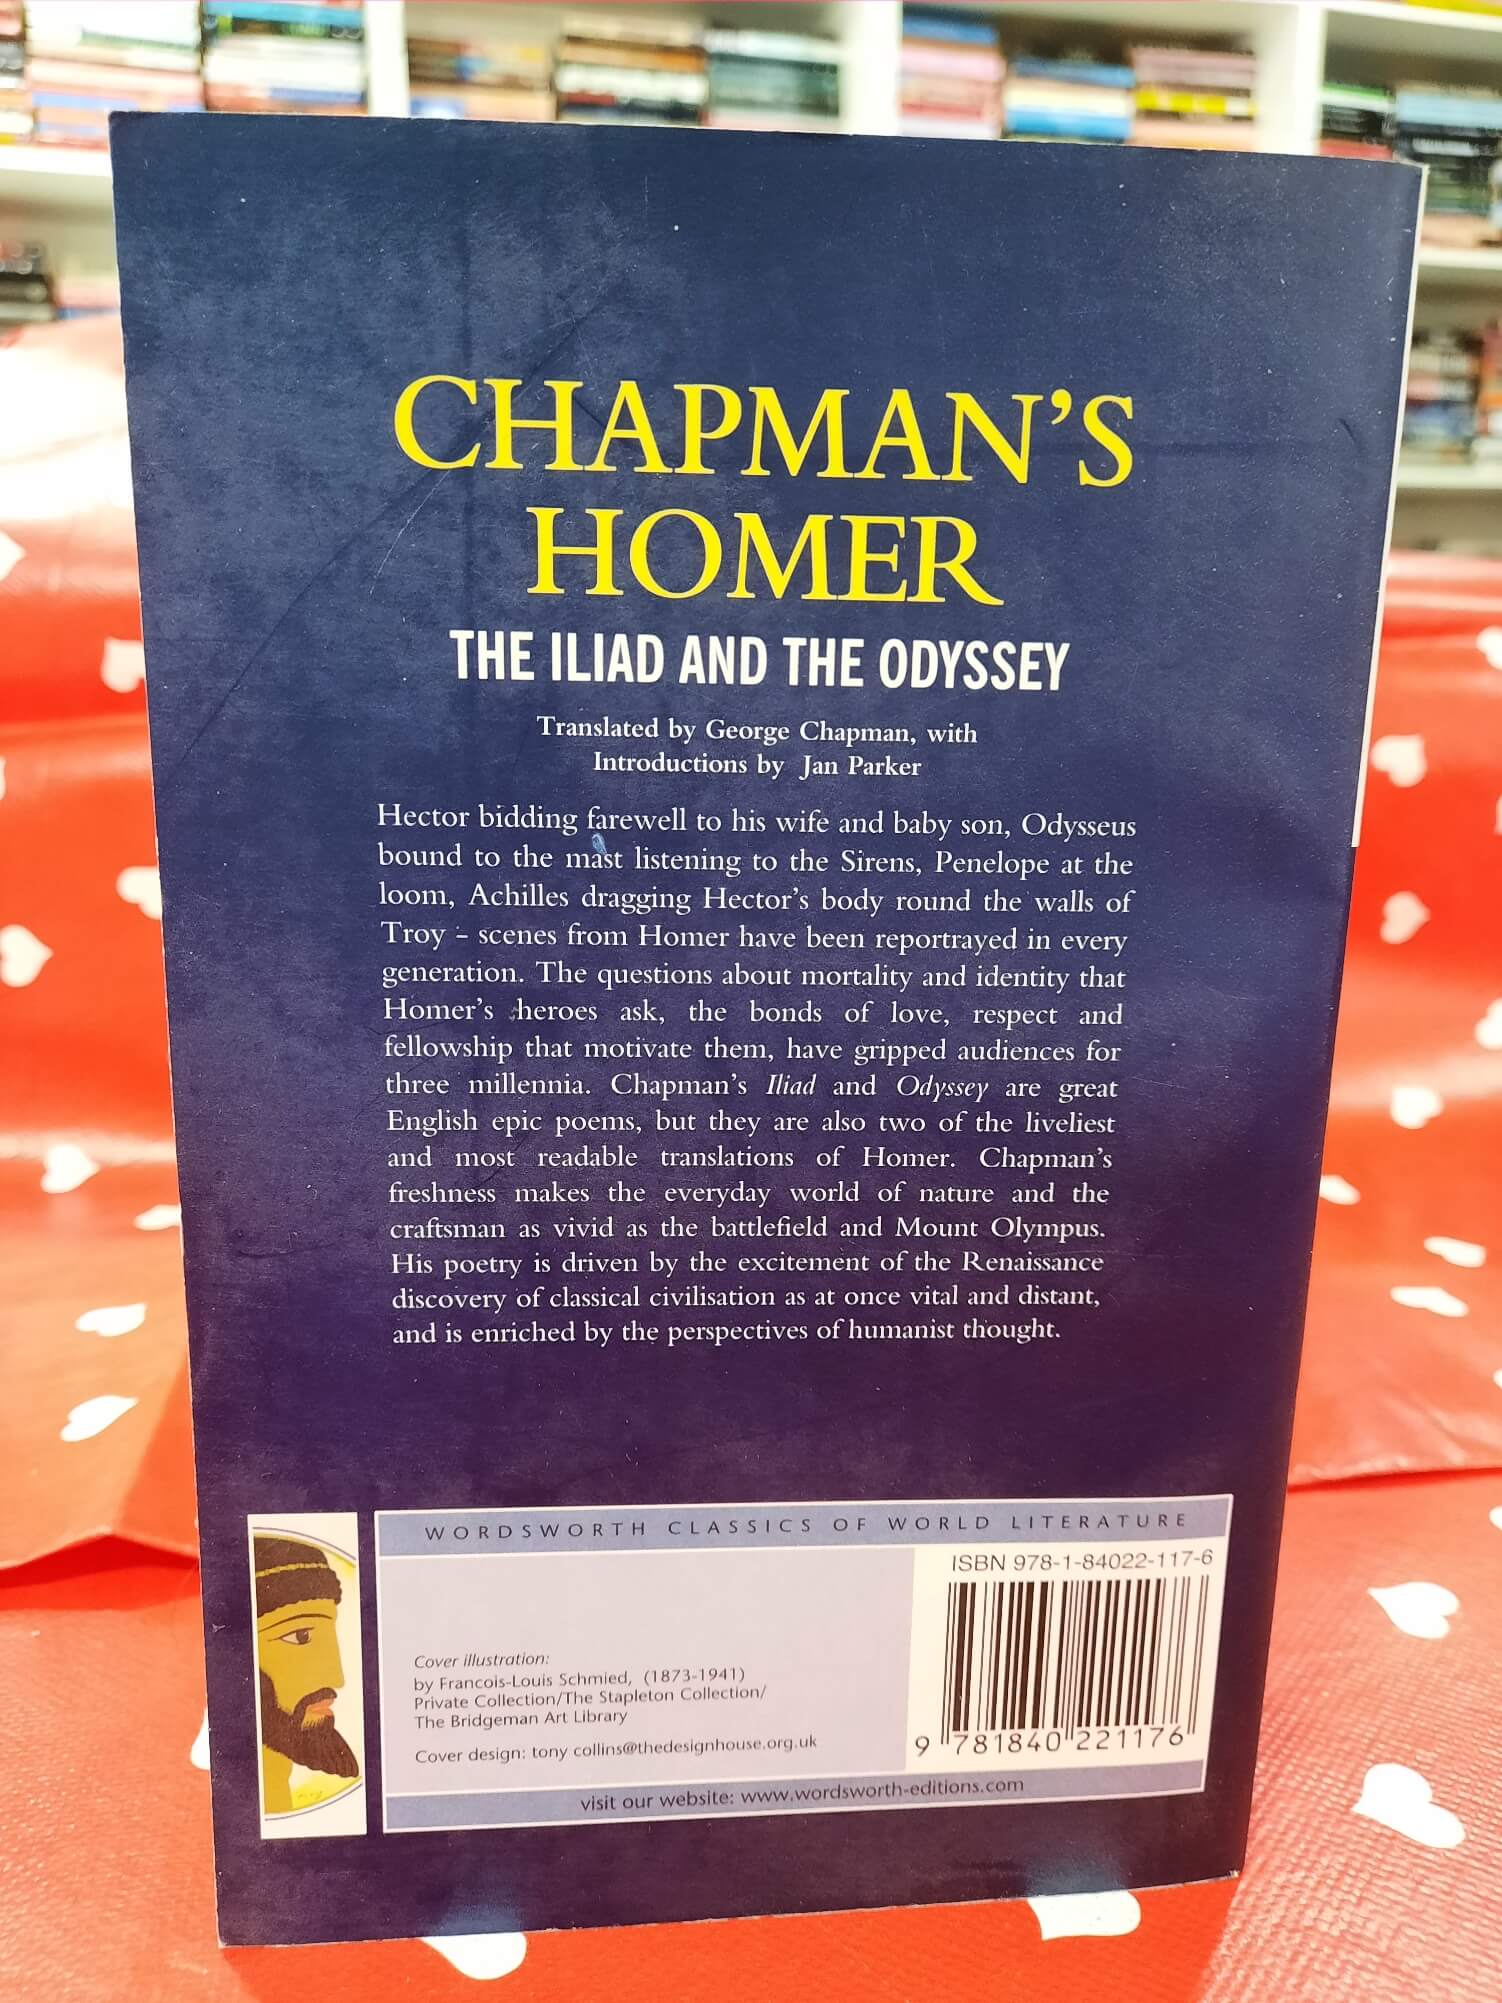 CHAPMAN'S
HOMER
THE ILIAD AND THE ODYSSEY
Translated by George Chapman, with
Introductions by Jan Parker
Hector bidding farewell to his wife and baby son, Odysseus
bound to the mast listening to the Sirens, Penelope at the
loom, Achilles dragging Hector's body round the walls of
Troy – scenes from Homer have been reportrayed in every
generation. The questions about mortality and identity that
Homer's heroes ask, the bonds of love, respect and
fellowship that motivate them, have gripped audiences for
three millennia. Chapman's Iliad and Odyssey are great
English epic poems, but they are also two of the liveliest
and most readable translations of Homer. Chapman's
freshness makes the everyday world of nature and the
craftsman as vivid as the battlefield and Mount Olympus.
His poetry is driven by the excitement of the Renaissance
discovery of classical civilisation as at once vital and distant,
and is enriched by the perspectives of humanist thought.
WORDSWORTH CLASSICS OF WORLD LITERATURE
ISBN 978-1-84022-117-6
Cover illustration:
by Francois-Louis Schmied, (1873-1941)
Private Collection/The Stapleton Collection/
The Bridgeman Art Library
Cover design: tony collins@thedesignhouse.org.uk
9 781840 221176
visit our website: www.wordsworth-editions.com